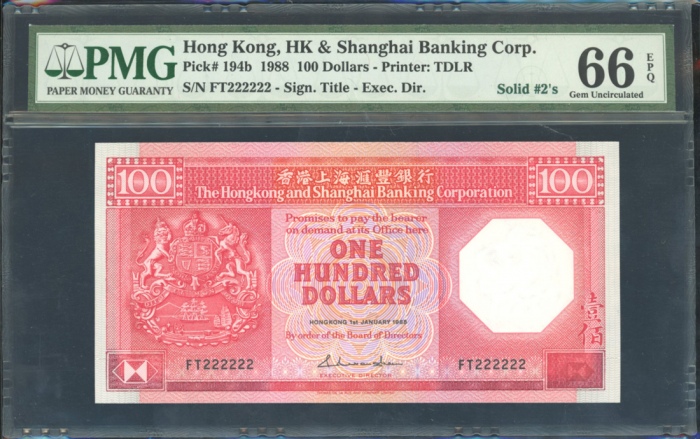 PMG
PAPER MONEY GUARANTY
Hong Kong, HK & Shanghai Banking Corp.
Pick# 194b 1988 100 Dollars - Printer: TDLR
S/N FT222222 - Sign. Title - Exec. Dir.
Solid #2's
66 EPQ
Gem Uncirculated
100
香港上海滙豐銀行
100
The Hongkong and Shanghai Banking Corporation
Promises to pay the bearer
on demand at its Office here
ONE
HUNDRED
DOLLARS
HONGKONG 1st JANUARY 1988
By order of the Board of Directors
壹佰
FT222222
EXECUTIVE DIRECTOR
FT222222